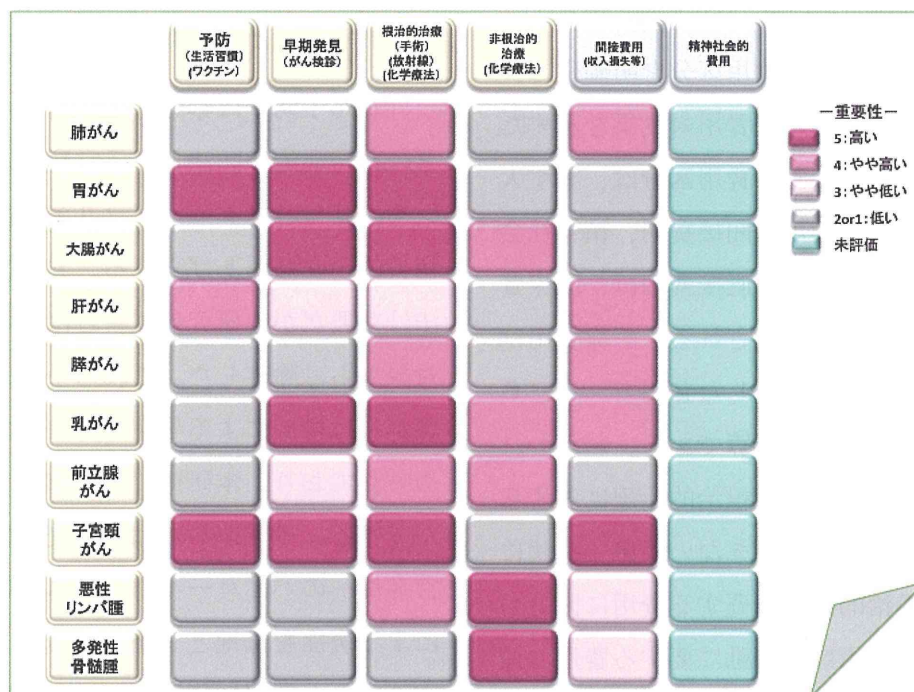 予防
（生活習慣）
（ワクチン）
早期発見
（がん検診）
根治的治療
（手術）
（放射線）
（化学療法）
非根治的
治療
（化学療法）
間接費用
（収入損失等）
精神社会的
費用
肺がん
胃がん
大腸がん
肝がん
膵がん
乳がん
前立腺
がん
子宮頸
がん
悪性
リンパ腫
多発性
骨髄腫
－重要性－
5:高い
4:やや高い
3:やや低い
2or1:低い
未評価